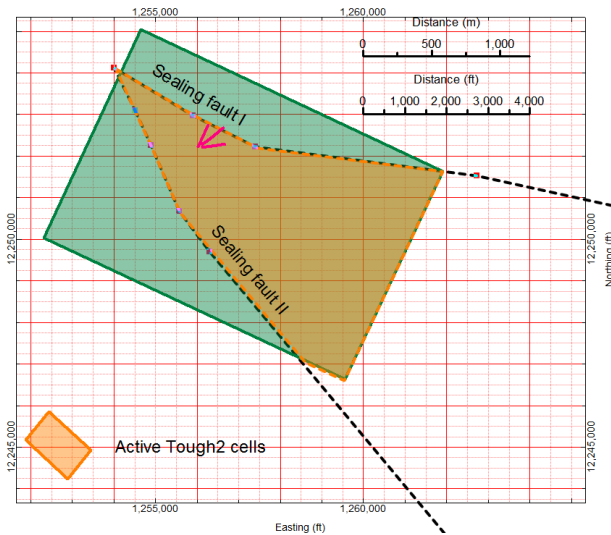 1,255,000 1,260,000
Distance (m)
0 500 1,000
Distance (ft)
0 1,000 2,000 3,000 4,000
Sealing fault I
12,250,000 12,250,000
Sealing fault II
Northing (ft)
12,245,000 12,245,000
Active Tough2 cells
1,255,000 1,260,000
Easting (ft)